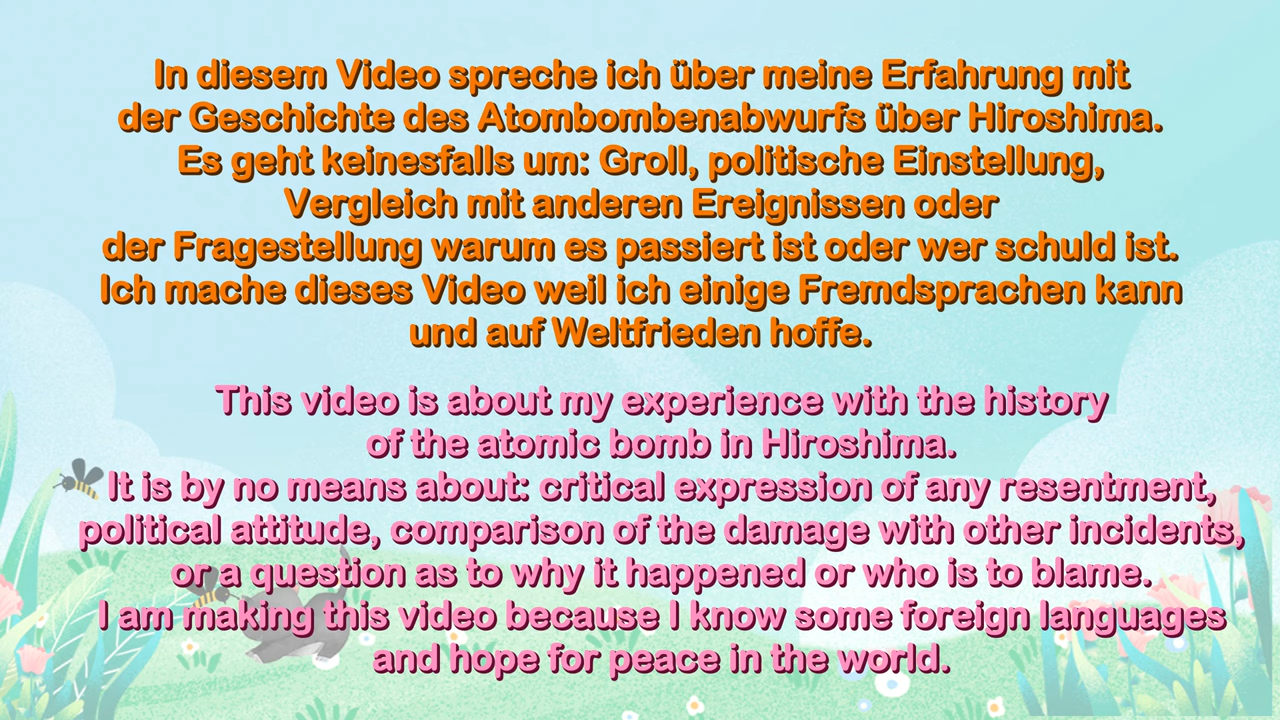 In diesem Video spreche ich über meine Erfahrung mit
der Geschichte des Atombombenabwurfs über Hiroshima.
Es geht keinesfalls um: Groll, politische Einstellung,
Vergleich mit anderen Ereignissen oder
der Fragestellung warum es passiert ist oder wer schuld ist.
Ich mache dieses Video weil ich einige Fremdsprachen kann
und auf Weltfrieden hoffe.
This video is about my experience with the history
of the atomic bomb in Hiroshima.
It is by no means about: critical expression of any resentment,
political attitude, comparison of the damage with other incidents,
or a question as to why it happened or who is to blame.
I am making this video because I know some foreign languages
and hope for peace in the world.